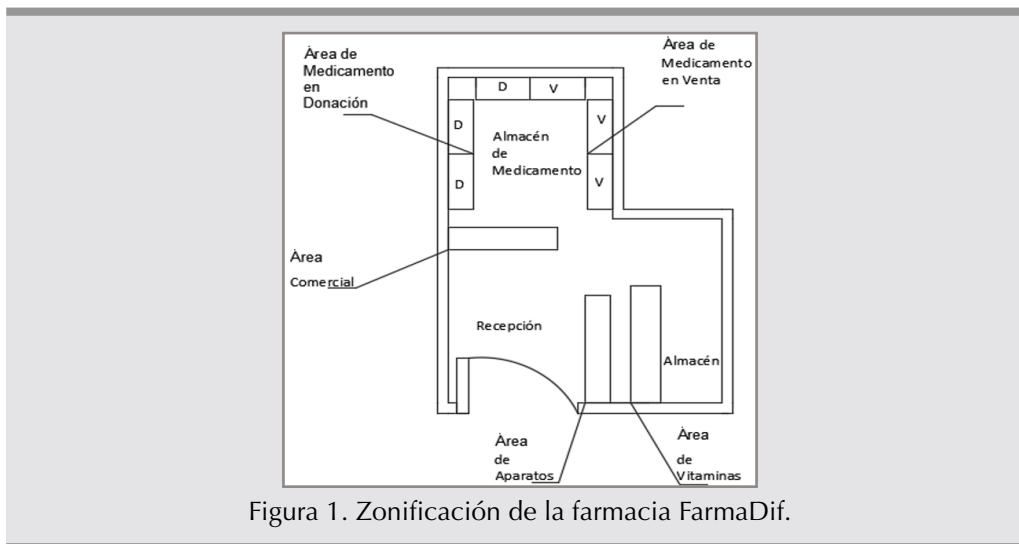 Àrea de
Medicamento
en
Donación
Àrea de
Medicamento
en Venta
D
V
D
V
Almacén
de
Medicamento
D
V
Àrea
Comercial
Recepción
Almacén
Àrea
de
Aparatos
Àrea
de
Vitaminas
Figura 1. Zonificación de la farmacia FarmaDif.